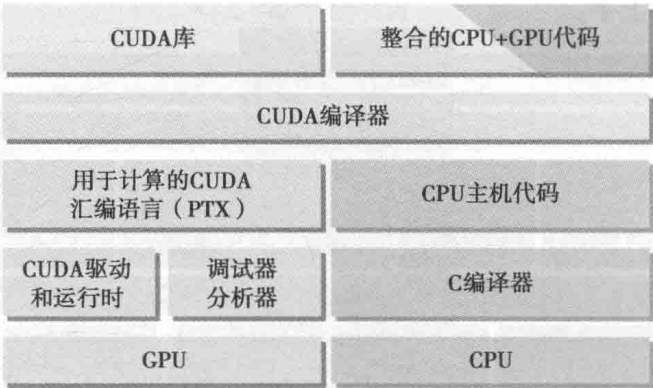 CUDA库
整合的CPU+GPU代码
CUDA编译器
用于计算的CUDA
汇编语言（PTX）
CPU主机代码
CUDA驱动
和运行时
调试器
分析器
C编译器
GPU
CPU